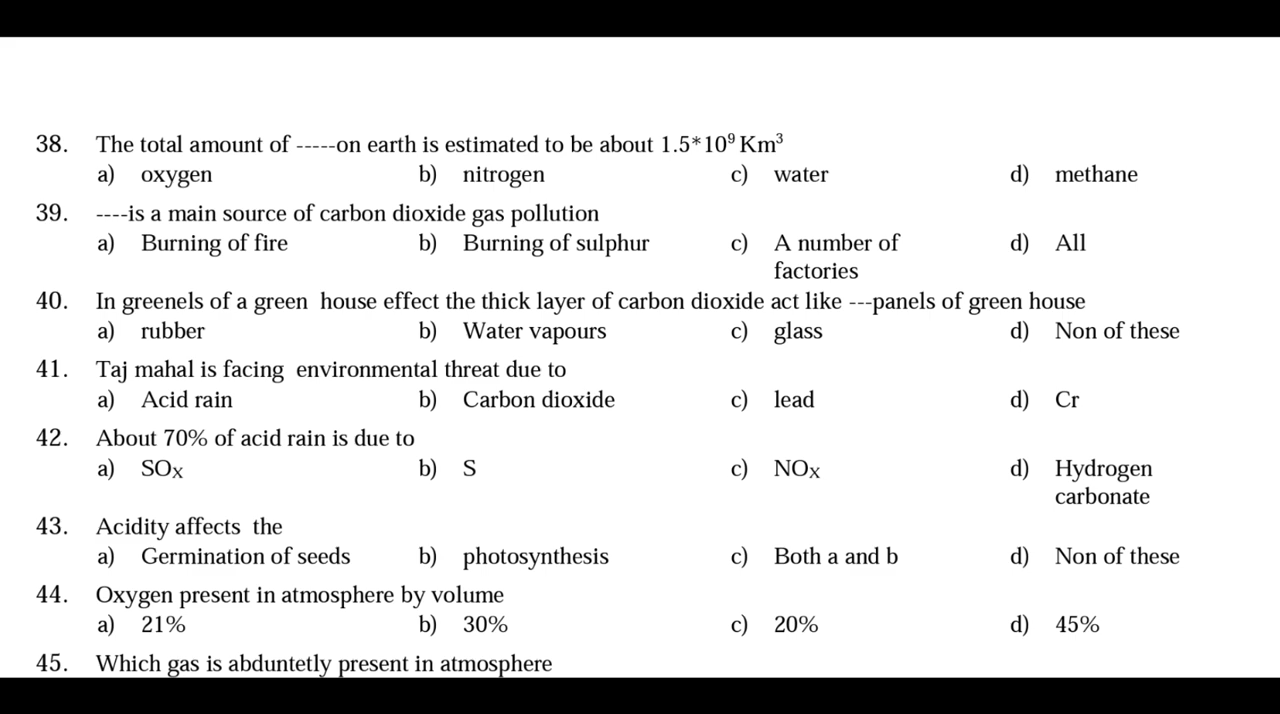 38. The total amount of -----on earth is estimated to be about 1.5*10⁹ Km³
a) oxygen b) nitrogen c) water d) methane
39. ----is a main source of carbon dioxide gas pollution
a) Burning of fire b) Burning of sulphur c) A number of d) All
factories
40. In greenels of a green house effect the thick layer of carbon dioxide act like ---panels of green house
a) rubber b) Water vapours c) glass d) Non of these
41. Taj mahal is facing environmental threat due to
a) Acid rain b) Carbon dioxide c) lead d) Cr
42. About 70% of acid rain is due to
a) SOₓ b) S c) NOₓ d) Hydrogen
carbonate
43. Acidity affects the
a) Germination of seeds b) photosynthesis c) Both a and b d) Non of these
44. Oxygen present in atmosphere by volume
a) 21% b) 30% c) 20% d) 45%
45. Which gas is abduntetly present in atmosphere